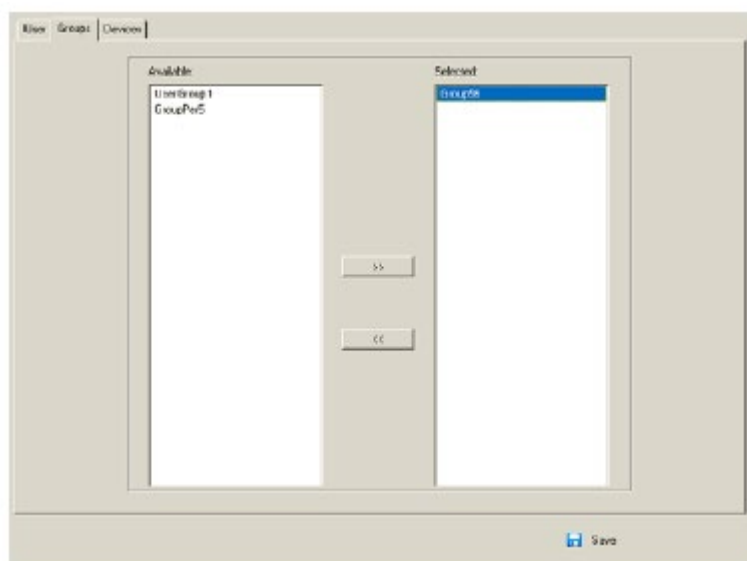 User Groups Devices
Available: Selected:
UserGroup1
GroupPer5
>>
<<
Save